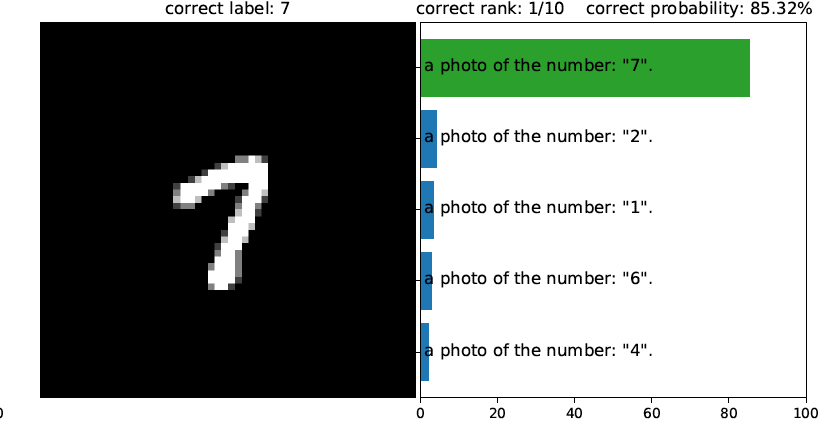 correct label: 7
correct rank: 1/10 correct probability: 85.32%
7
a photo of the number: "7".
a photo of the number: "2".
a photo of the number: "1".
a photo of the number: "6".
a photo of the number: "4".
0
0 20 40 60 80 100